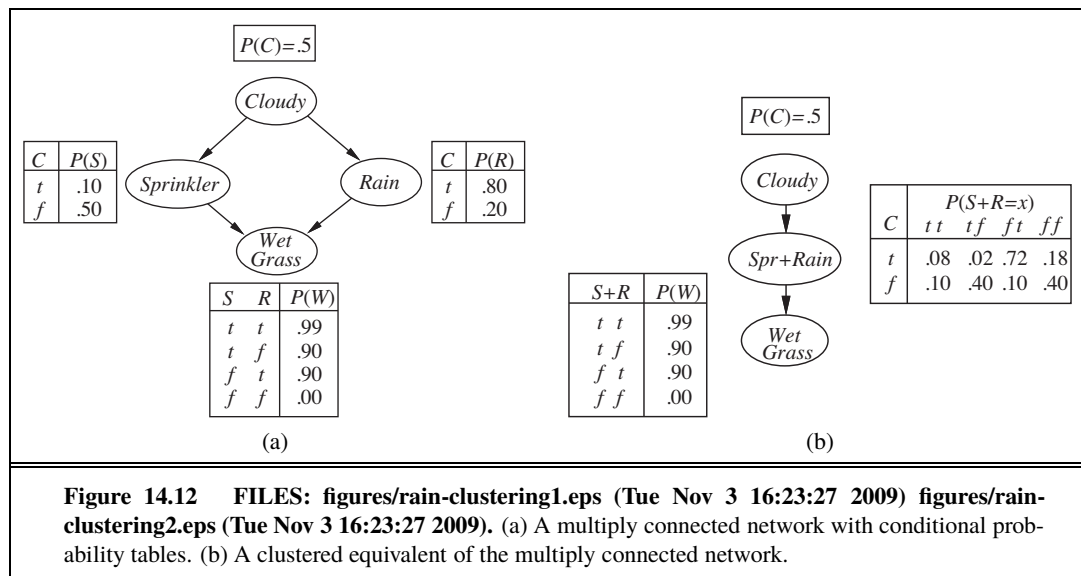 P(C)=.5
Cloudy
C P(S)
t .10
f .50
Sprinkler
Rain
C P(R)
t .80
f .20
Wet
Grass
S R P(W)
t t .99
t f .90
f t .90
f f .00
(a)
P(C)=.5
Cloudy
P(S+R=x)
C t t t f f t f f
t .08 .02 .72 .18
f .10 .40 .10 .40
Spr+Rain
S+R P(W)
t t .99
t f .90
f t .90
f f .00
Wet
Grass
(b)
Figure 14.12 FILES: figures/rain-clustering1.eps (Tue Nov 3 16:23:27 2009) figures/rain-
clustering2.eps (Tue Nov 3 16:23:27 2009). (a) A multiply connected network with conditional prob-
ability tables. (b) A clustered equivalent of the multiply connected network.